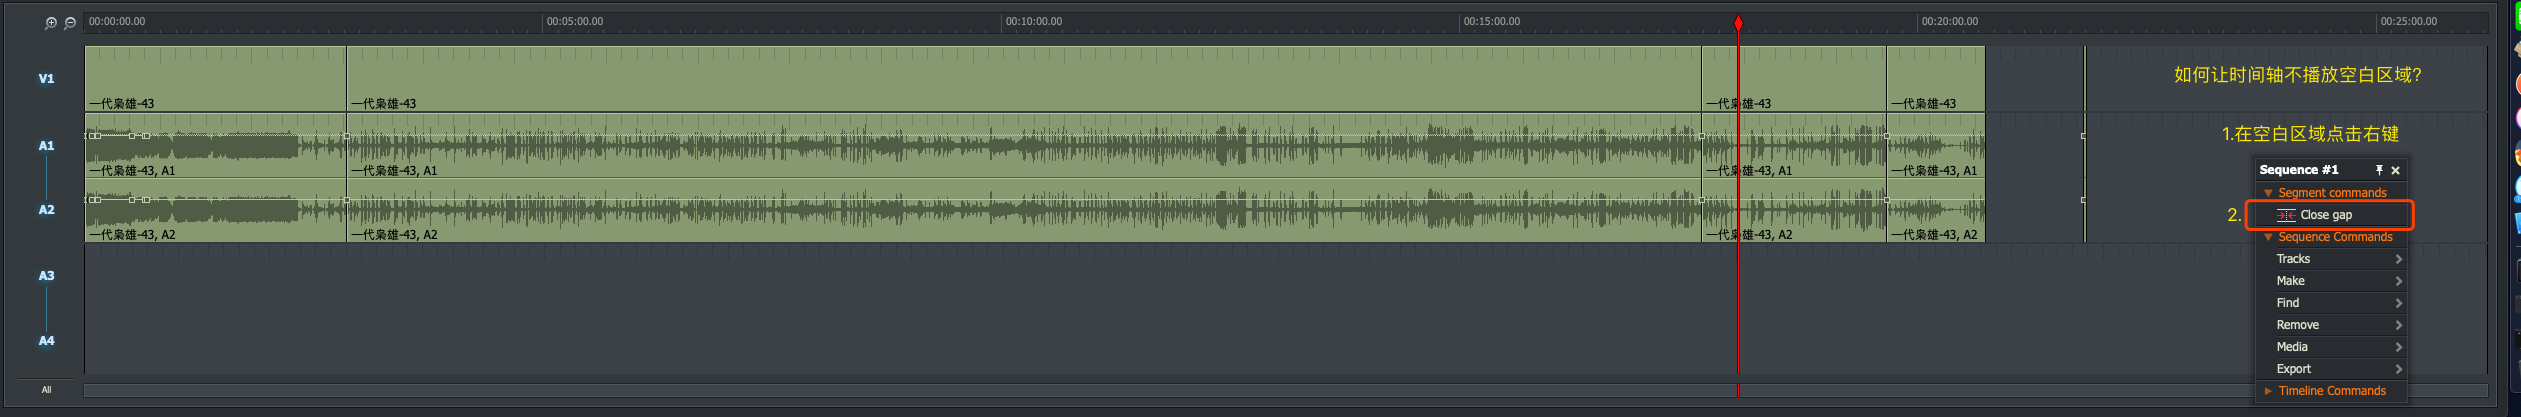 00:00:00.00 00:05:00.00 00:10:00.00 00:15:00.00 00:20:00.00 00:25:00.00
V1
一代枭雄-43 一代枭雄-43 一代枭雄-43 一代枭雄-43
如何让时间轴不播放空白区域?
1.在空白区域点击右键
A1
一代枭雄-43, A1 一代枭雄-43, A1 一代枭雄-43, A1 一代枭雄-43, A1
A2
一代枭雄-43, A2 一代枭雄-43, A2 一代枭雄-43, A2 一代枭雄-43, A2
A3
A4
All
Sequence #1
Segment commands
2.
Close gap
Sequence Commands
Tracks
Make
Find
Remove
Media
Export
Timeline Commands